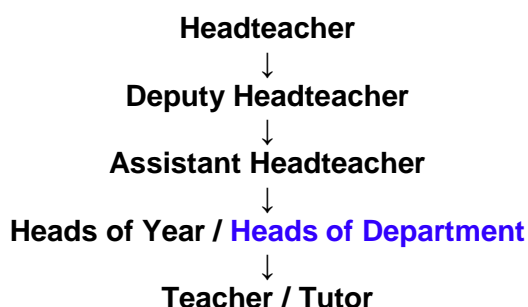 Headteacher
↓
Deputy Headteacher
↓
Assistant Headteacher
↓
Heads of Year / Heads of Department
↓
Teacher / Tutor